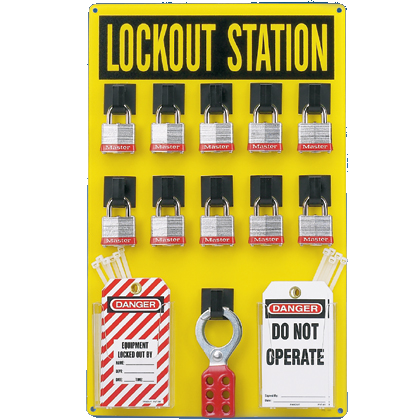 LOCKOUT STATION
Master Master Master Master Master
Master Master Master Master Master
DANGER
EQUIPMENT
LOCKED OUT BY
NAME
DEPT.
DATE TIME
DANGER
DO NOT
OPERATE